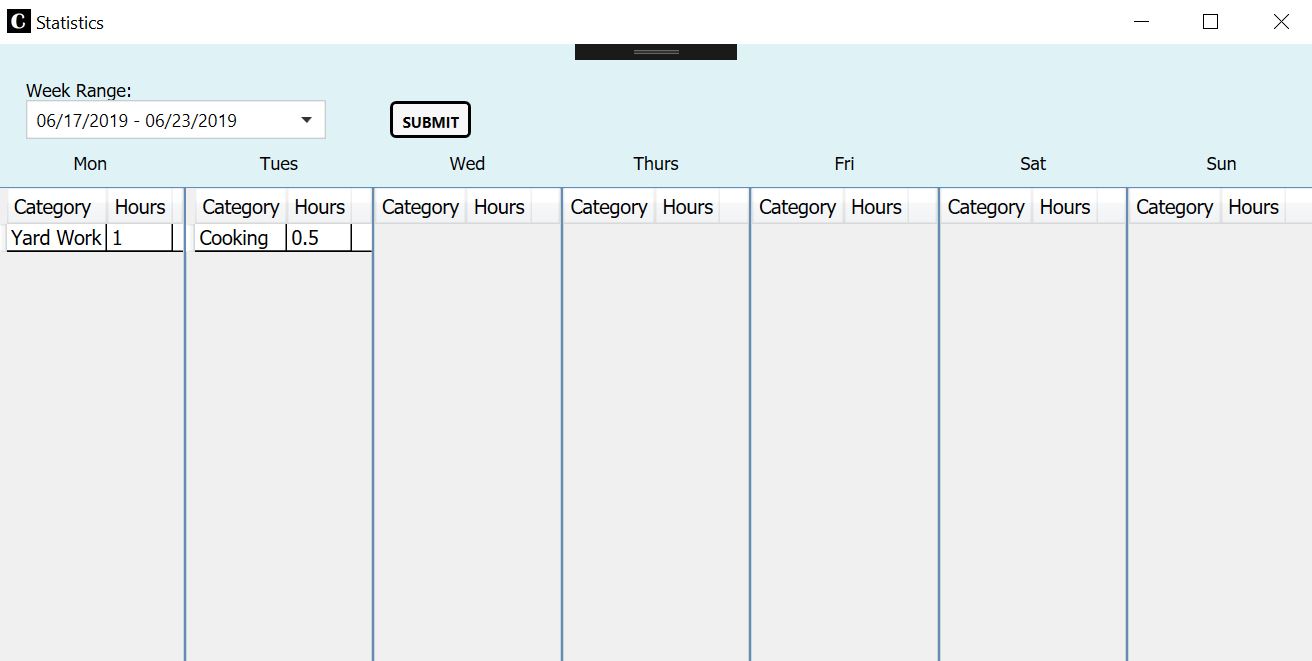 C Statistics
Week Range:
06/17/2019 - 06/23/2019 SUBMIT
Mon Tues Wed Thurs Fri Sat Sun
Category Hours Category Hours Category Hours Category Hours Category Hours Category Hours Category Hours
Yard Work 1 Cooking 0.5